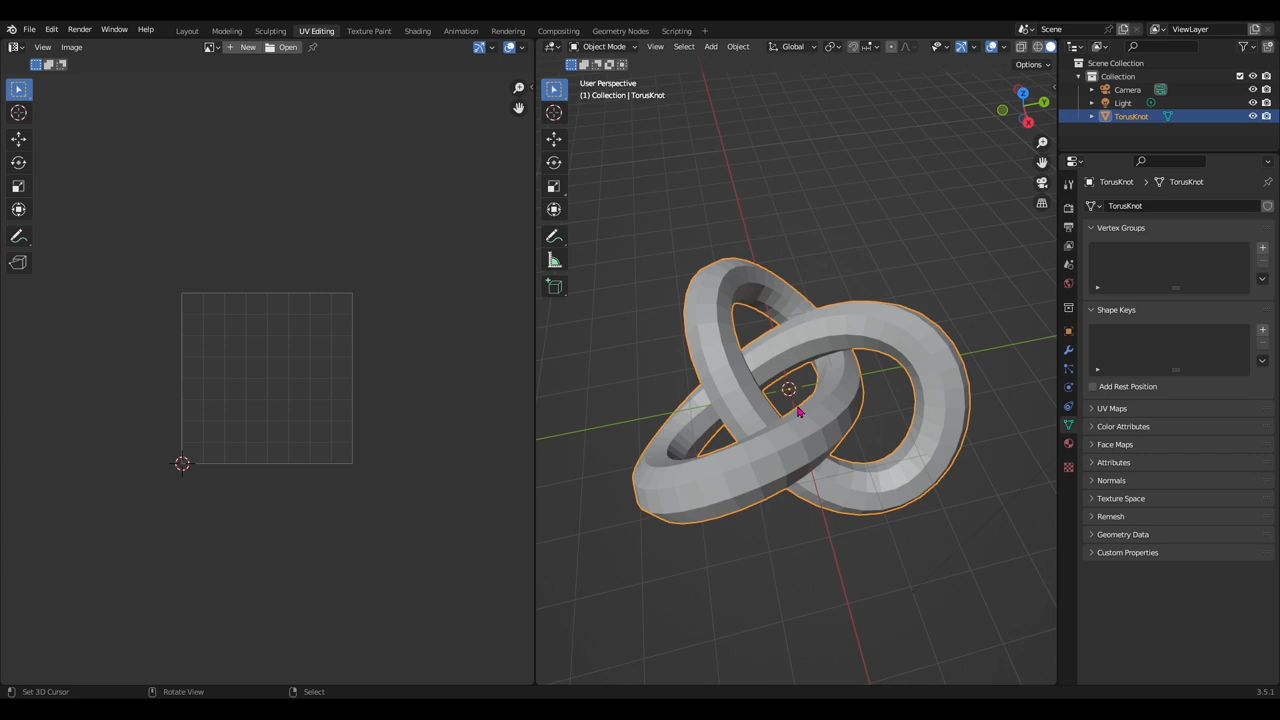 File Edit Render Window Help Layout Modeling Sculpting UV Editing Texture Paint Shading Animation Rendering Compositing Geometry Nodes Scripting + Scene ViewLayer
View Image New Open Object Mode View Select Add Object Global
Options
User Perspective
(1) Collection | TorusKnot
Scene Collection
Collection
Camera
Light
TorusKnot
Z
Y
X
TorusKnot > TorusKnot
TorusKnot
Vertex Groups
Shape Keys
Add Rest Position
UV Maps
Color Attributes
Face Maps
Attributes
Normals
Texture Space
Remesh
Geometry Data
Custom Properties
Set 3D Cursor Rotate View Select 3.5.1